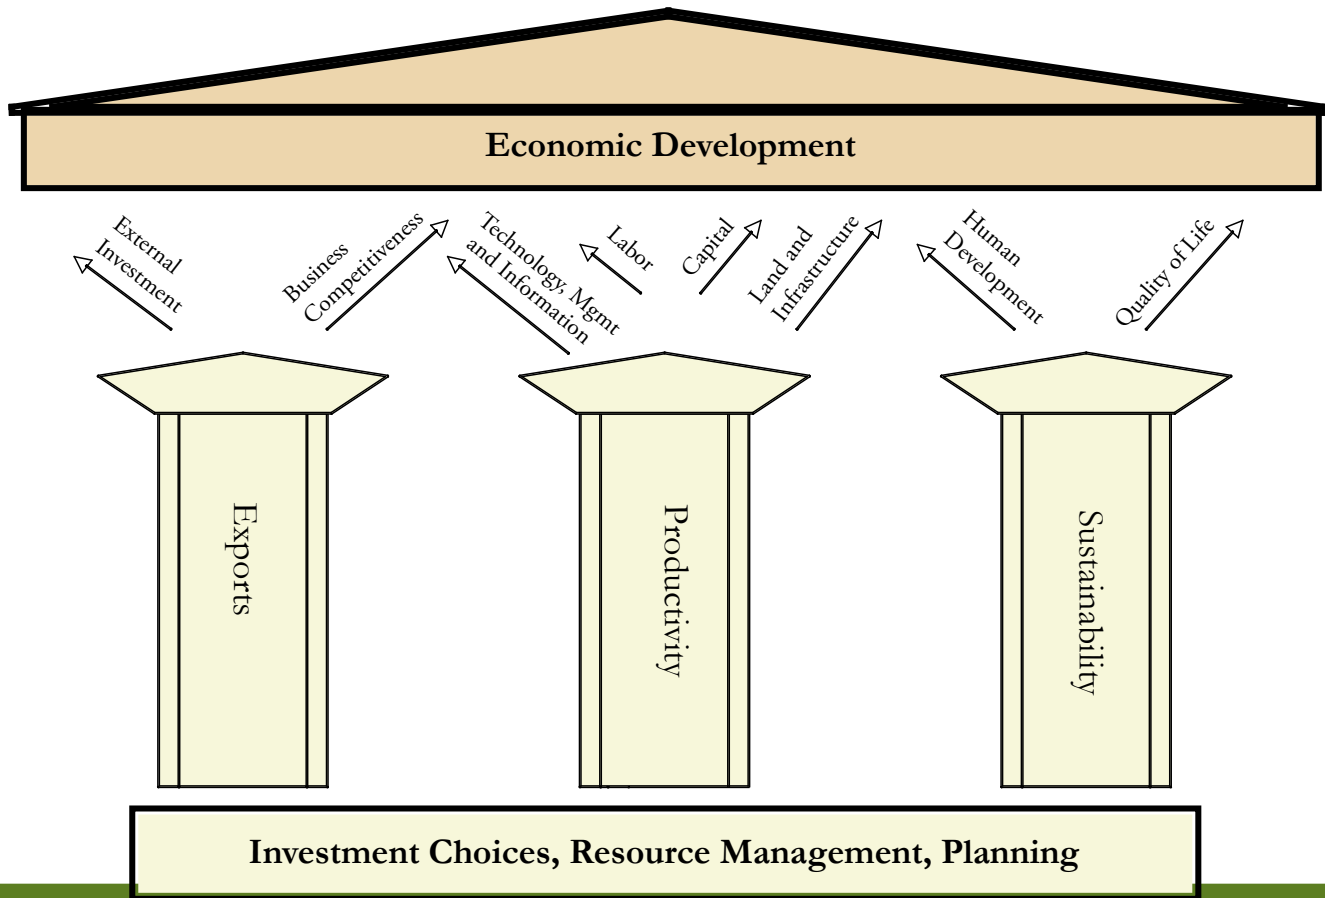 Economic Development
External
Investment
Business
Competitiveness
Technology, Mgmt
and Information
Labor
Capital
Land and
Infrastructure
Human
Development
Quality of Life
Exports
Productivity
Sustainability
Investment Choices, Resource Management, Planning